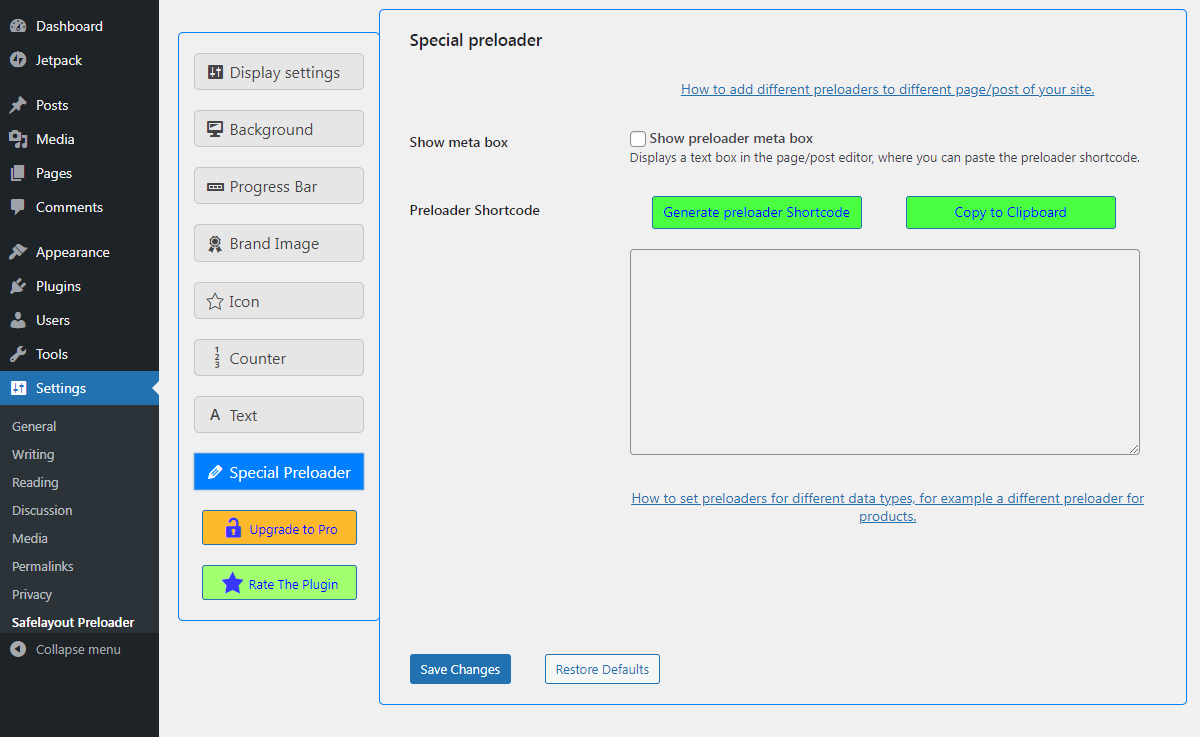 Dashboard
Jetpack
Posts
Media
Pages
Comments
Appearance
Plugins
Users
Tools
Settings
General
Writing
Reading
Discussion
Media
Permalinks
Privacy
Safelayout Preloader
Collapse menu
Display settings
Background
Progress Bar
Brand Image
Icon
1
2
3
Counter
A Text
Special Preloader
Upgrade to Pro
Rate The Plugin
Special preloader
How to add different preloaders to different page/post of your site.
Show meta box
Show preloader meta box
Displays a text box in the page/post editor, where you can paste the preloader shortcode.
Preloader Shortcode
Generate preloader Shortcode
Copy to Clipboard
How to set preloaders for different data types, for example a different preloader for
products.
Save Changes
Restore Defaults